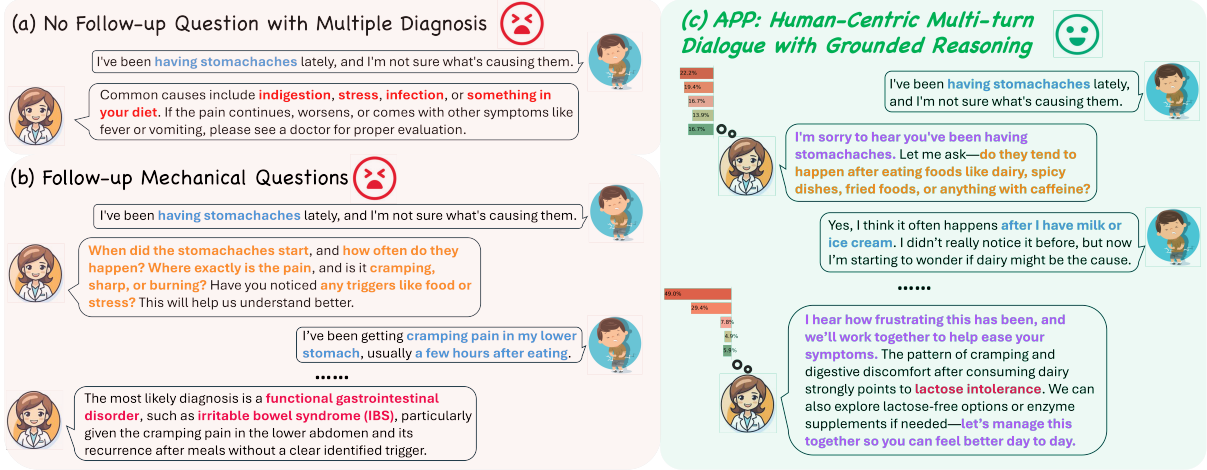 (a) No Follow-up Question with Multiple Diagnosis
I've been having stomachaches lately, and I'm not sure what's causing them.
Common causes include indigestion, stress, infection, or something in
your diet. If the pain continues, worsens, or comes with other symptoms like
fever or vomiting, please see a doctor for proper evaluation.
(b) Follow-up Mechanical Questions
I've been having stomachaches lately, and I'm not sure what's causing them.
When did the stomachaches start, and how often do they
happen? Where exactly is the pain, and is it cramping,
sharp, or burning? Have you noticed any triggers like food or
stress? This will help us understand better.
I've been getting cramping pain in my lower
stomach, usually a few hours after eating.
......
The most likely diagnosis is a functional gastrointestinal
disorder, such as irritable bowel syndrome (IBS), particularly
given the cramping pain in the lower abdomen and its
recurrence after meals without a clear identified trigger.
(c) APP: Human-Centric Multi-turn
Dialogue with Grounded Reasoning
I've been having stomachaches lately,
and I'm not sure what's causing them.
22.2%
19.4%
16.7%
13.9%
16.7%
I'm sorry to hear you've been having
stomachaches. Let me ask—do they tend to
happen after eating foods like dairy, spicy
dishes, fried foods, or anything with caffeine?
Yes, I think it often happens after I have milk or
ice cream. I didn't really notice it before, but now
I'm starting to wonder if dairy might be the cause.
......
49.0%
29.4%
7.8%
4.9%
I hear how frustrating this has been, and
we'll work together to help ease your
symptoms. The pattern of cramping and
digestive discomfort after consuming dairy
strongly points to lactose intolerance. We can
also explore lactose-free options or enzyme
supplements if needed—let's manage this
together so you can feel better day to day.